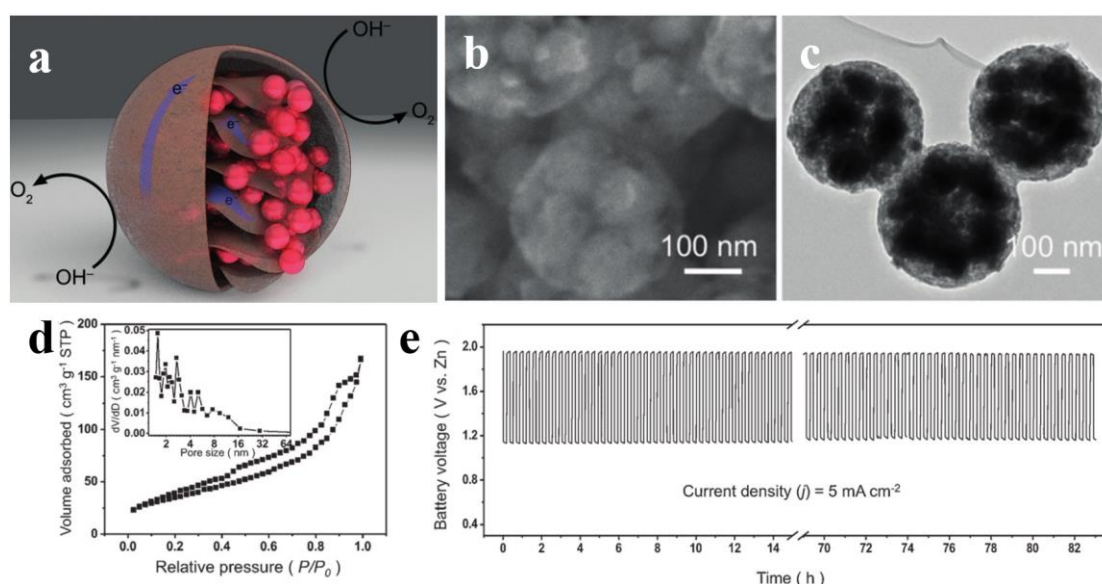 a
e⁻
e⁻
e⁻
OH⁻
O₂
O₂
OH⁻
b
100 nm
c
100 nm
d
Volume adsorbed ( cm³ g⁻¹ STP)
200
150
100
50
0
0.0 0.2 0.4 0.6 0.8 1.0
Relative pressure ( P/P₀ )
dV/dD ( cm³ g⁻¹ nm⁻¹)
0.05
0.04
0.03
0.02
0.01
0.00
2 4 8 16 32 64
Pore size ( nm )
e
Battery voltage ( V vs. Zn )
2.0
1.6
1.2
0.8
0.4
Current density (j) = 5 mA cm⁻²
0 2 4 6 8 10 12 14 70 72 74 76 78 80 82
Time ( h )